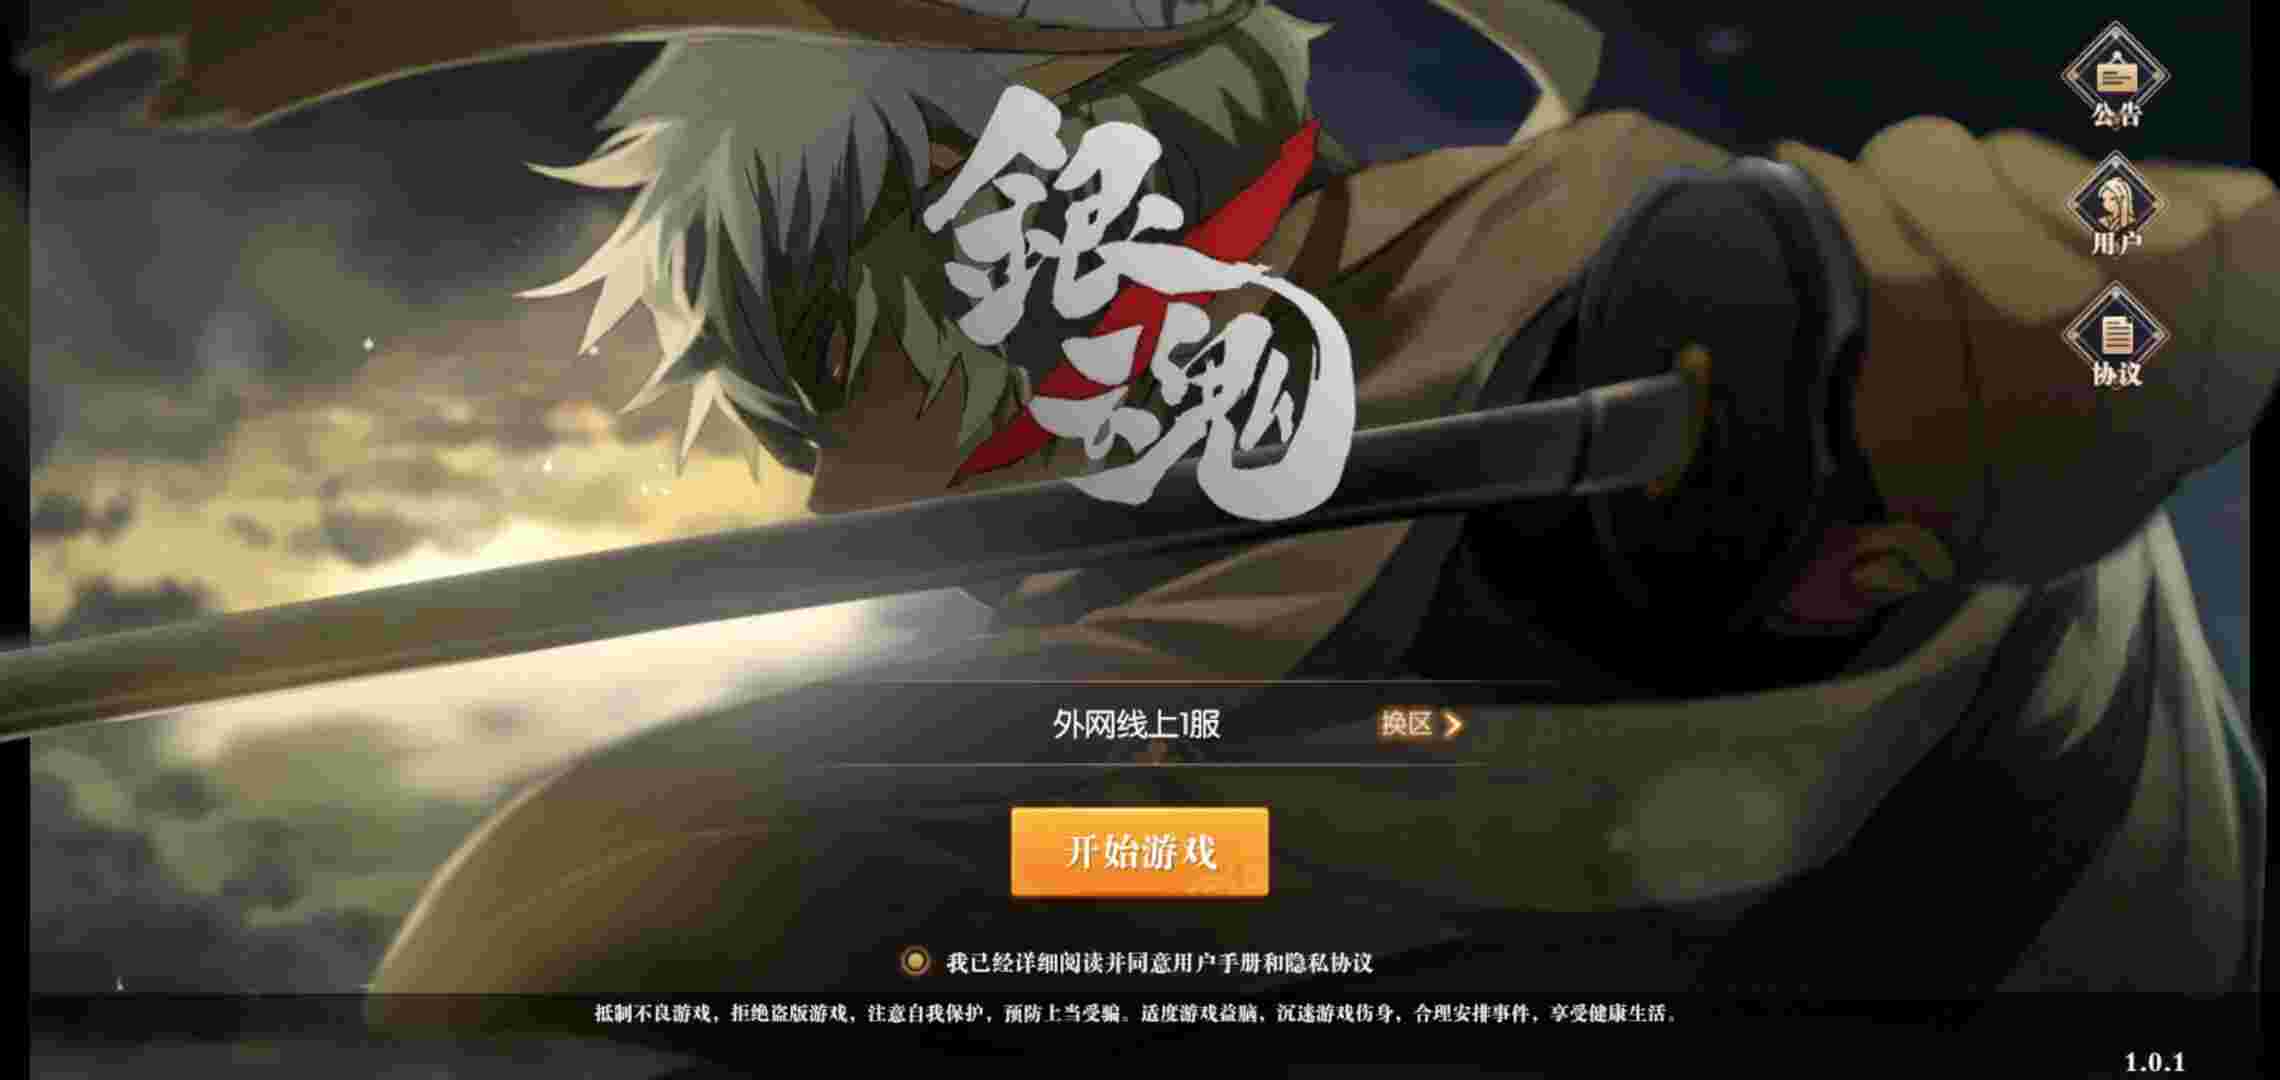 公告
用户
协议
銀魂
外网线上1服
换区
开始游戏
我已经详细阅读并同意用户手册和隐私协议
抵制不良游戏，拒绝盗版游戏，注意自我保护，预防上当受骗。适度游戏益脑，沉迷游戏伤身，合理安排事件，享受健康生活。
1.0.1